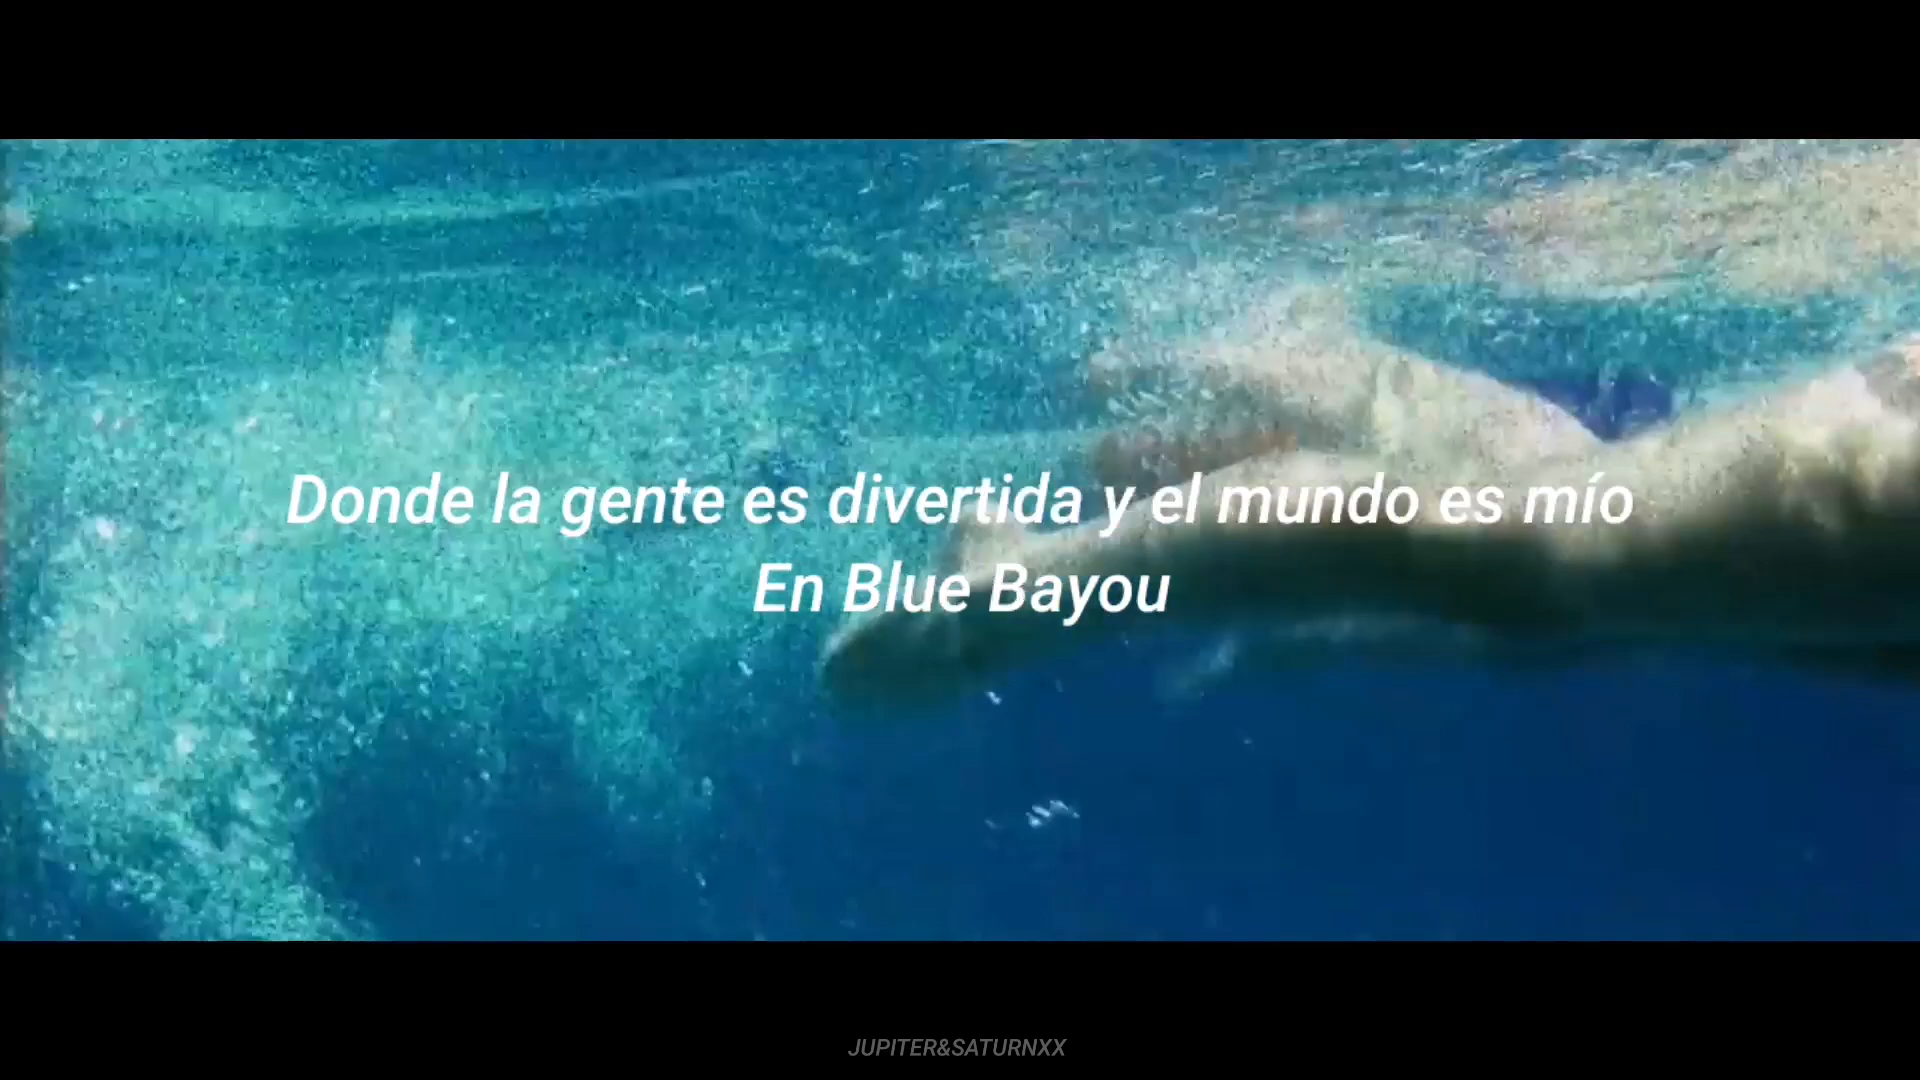 Donde la gente es divertida y el mundo es mío
En Blue Bayou
JUPITER&SATURNXX